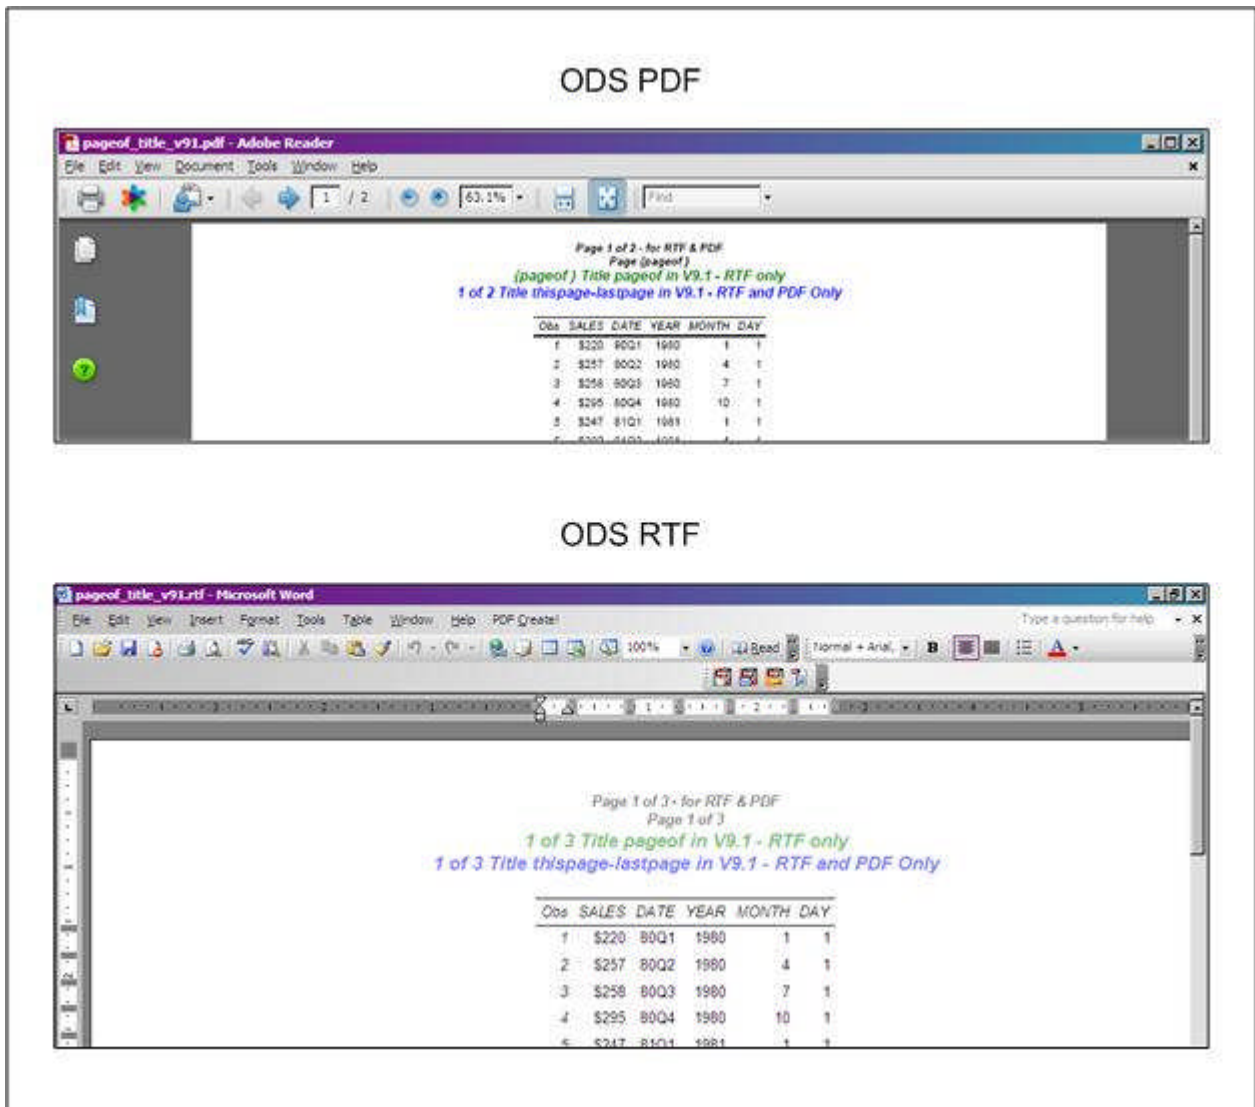 ODS PDF
pageof_title_v91.pdf - Adobe Reader
File Edit View Document Tools Window Help
1 / 2 63.1% Find
Page 1 of 2 - for RTF & PDF
Page (pageof )
(pageof ) Title pageof in V9.1 - RTF only
1 of 2 Title thispage-lastpage in V9.1 - RTF and PDF Only
Obs SALES DATE YEAR MONTH DAY
1 $220 80Q1 1980 1 1
2 $257 80Q2 1980 4 1
3 $258 80Q3 1980 7 1
4 $295 80Q4 1980 10 1
5 $247 81Q1 1981 1 1
ODS RTF
pageof_title_v91.rtf - Microsoft Word
File Edit View Insert Format Tools Table Window Help PDF Create! Type a question for help
100% Read Normal + Arial, B A
Page 1 of 3 - for RTF & PDF
Page 1 of 3
1 of 3 Title pageof in V9.1 - RTF only
1 of 3 Title thispage-lastpage in V9.1 - RTF and PDF Only
Obs SALES DATE YEAR MONTH DAY
1 $220 80Q1 1980 1 1
2 $257 80Q2 1980 4 1
3 $258 80Q3 1980 7 1
4 $295 80Q4 1980 10 1
5 $247 81Q1 1981 1 1